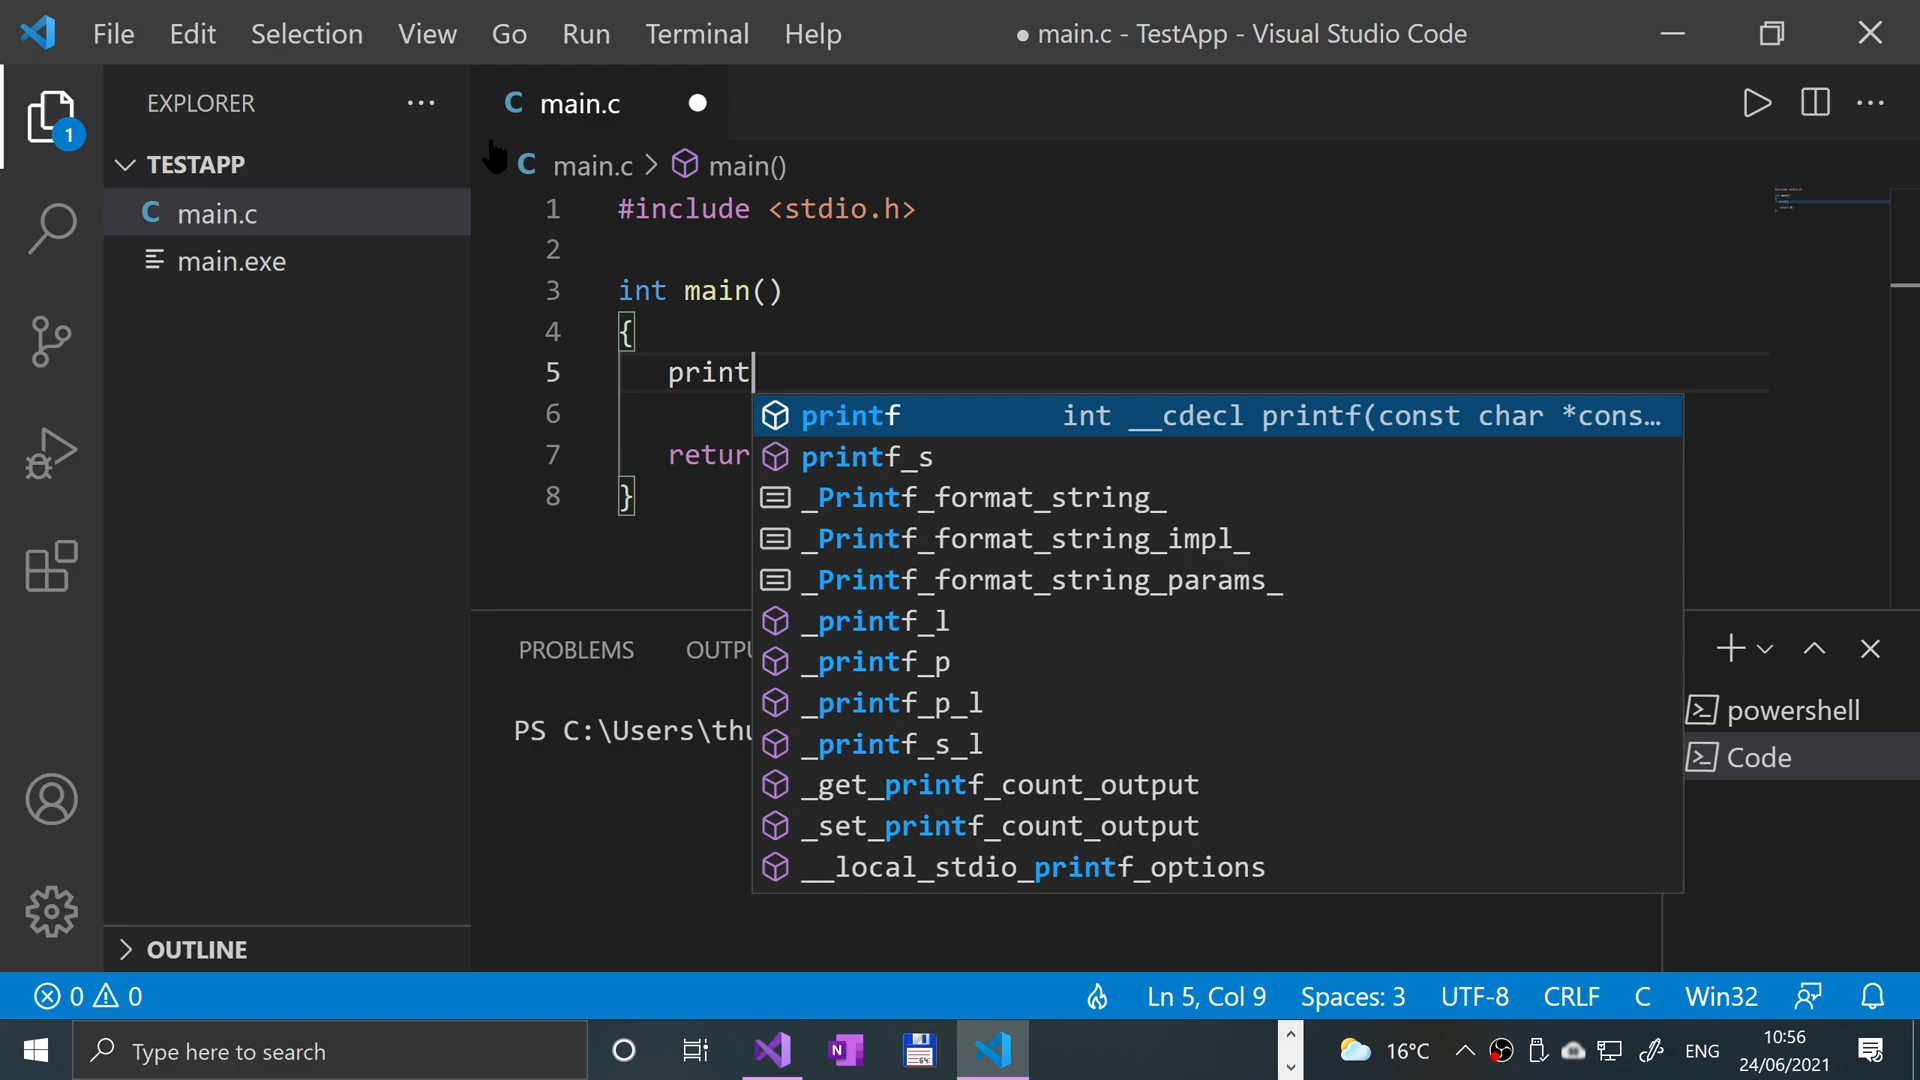 File Edit Selection View Go Run Terminal Help ● main.c - TestApp - Visual Studio Code
EXPLORER ···
1
TESTAPP
C main.c
main.exe
OUTLINE
C main.c
C main.c > main()
1 #include <stdio.h>
2
3 int main()
4 {
5 print
6
7 retur
8 }
printf int __cdecl printf(const char *cons…
printf_s
_Printf_format_string_
_Printf_format_string_impl_
_Printf_format_string_params_
_printf_l
_printf_p
_printf_p_l
_printf_s_l
_get_printf_count_output
_set_printf_count_output
__local_stdio_printf_options
PROBLEMS OUTPU
PS C:\Users\thu
powershell
Code
0 0 Ln 5, Col 9 Spaces: 3 UTF-8 CRLF C Win32
Type here to search N 64 16°C ENG 10:56
24/06/2021